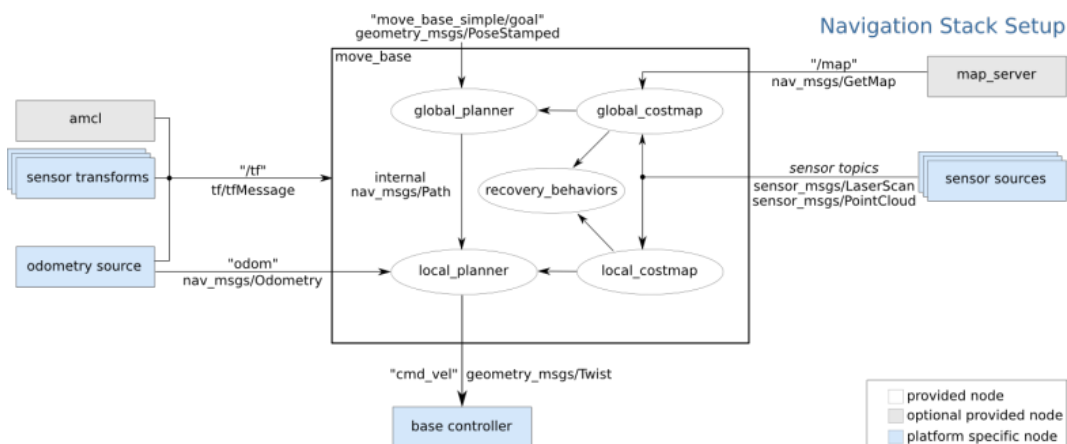 "move_base_simple/goal"
geometry_msgs/PoseStamped
Navigation Stack Setup
move_base
"/map"
nav_msgs/GetMap
map_server
amcl
global_planner
global_costmap
sensor transforms
"/tf"
tf/tfMessage
internal
nav_msgs/Path
recovery_behaviors
sensor topics
sensor_msgs/LaserScan
sensor_msgs/PointCloud
sensor sources
odometry source
"odom"
nav_msgs/Odometry
local_planner
local_costmap
"cmd_vel"
geometry_msgs/Twist
base controller
provided node
optional provided node
platform specific node